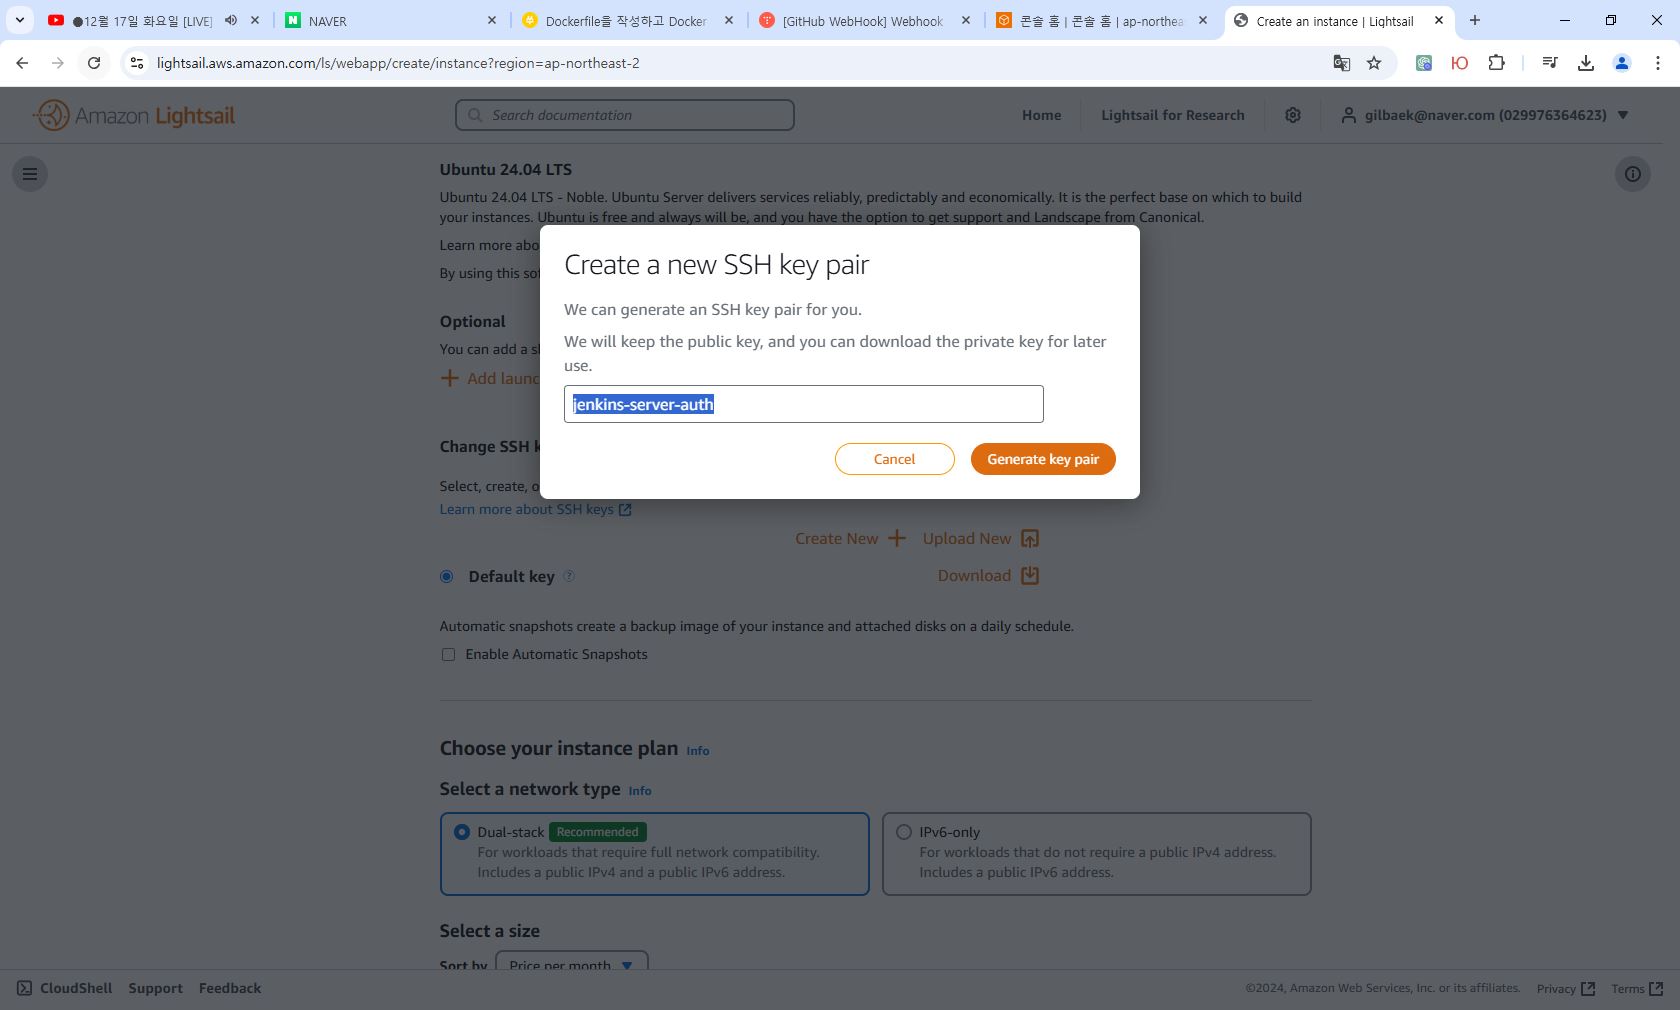 ●12월 17일 화요일 [LIVE]
NAVER
Dockerfile을 작성하고 Docker
[GitHub WebHook] Webhook
콘솔 홈 | 콘솔 홈 | ap-northea
Create an instance | Lightsail
lightsail.aws.amazon.com/ls/webapp/create/instance?region=ap-northeast-2
Amazon Lightsail
Search documentation
Home
Lightsail for Research
gilbaek@naver.com (029976364623)
Ubuntu 24.04 LTS
Ubuntu 24.04 LTS - Noble. Ubuntu Server delivers services reliably, predictably and economically. It is the perfect base on which to build
your instances. Ubuntu is free and always will be, and you have the option to get support and Landscape from Canonical.
Learn more abo
By using this sof
Optional
You can add a sh
Add launc
Create a new SSH key pair
We can generate an SSH key pair for you.
We will keep the public key, and you can download the private key for later
use.
jenkins-server-auth
Cancel
Generate key pair
Change SSH k
Select, create, o
Learn more about SSH keys
Create New
Upload New
Default key
Download
Automatic snapshots create a backup image of your instance and attached disks on a daily schedule.
Enable Automatic Snapshots
Choose your instance plan Info
Select a network type Info
Dual-stack Recommended
For workloads that require full network compatibility.
Includes a public IPv4 and a public IPv6 address.
IPv6-only
For workloads that do not require a public IPv4 address.
Includes a public IPv6 address.
Select a size
Sort by Price per month
CloudShell Support Feedback
©2024, Amazon Web Services, Inc. or its affiliates. Privacy Terms